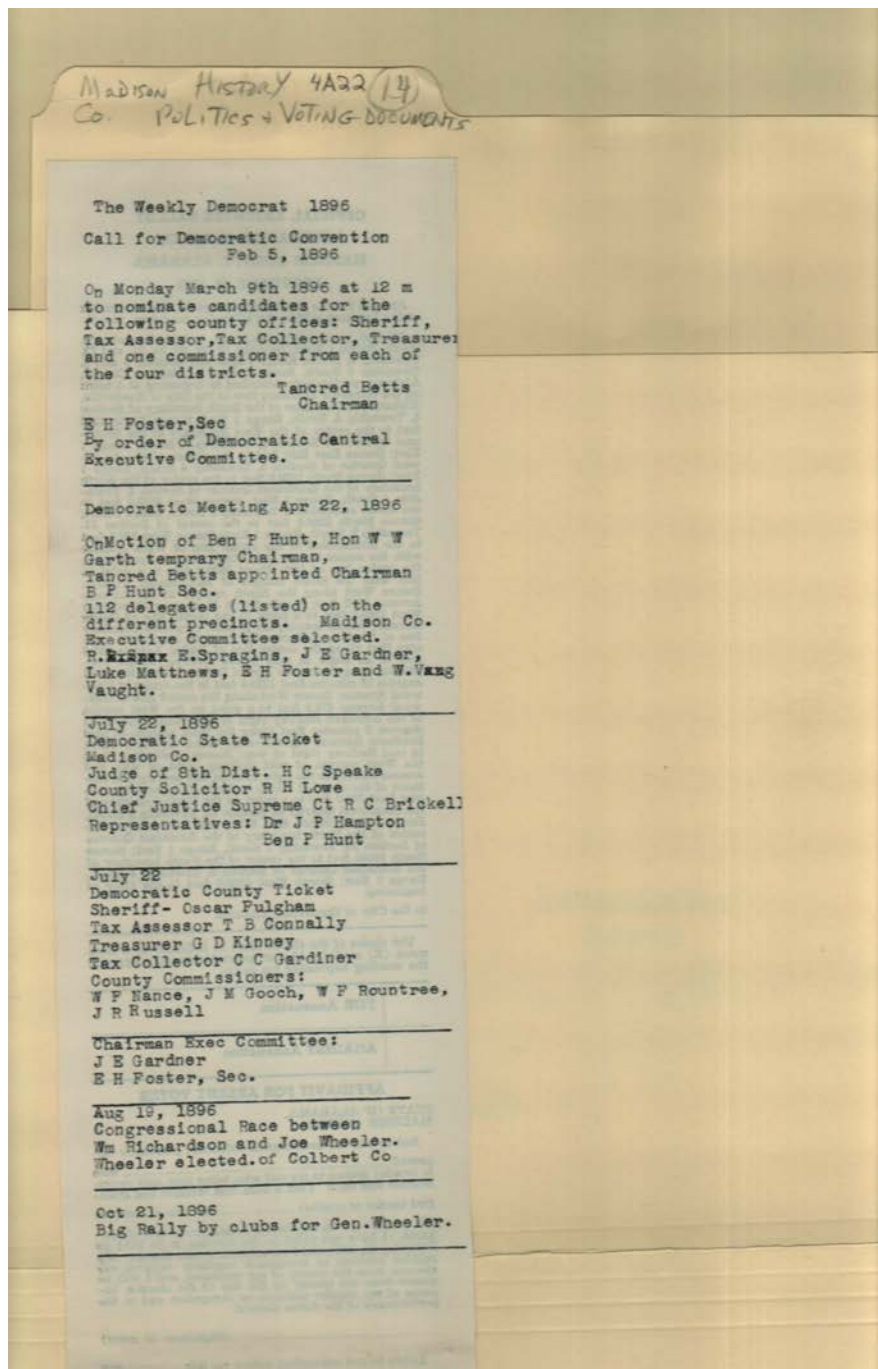 MADISON HISTORY 4A22 14
Co. POLITICS + VOTING DOCUMENTS
The Weekly Democrat 1896
Call for Democratic Convention
Feb 5, 1896
On Monday March 9th 1896 at 12 m
to nominate candidates for the
following county offices: Sheriff,
Tax Assessor,Tax Collector, Treasurer
and one commissioner from each of
the four districts.
Tancred Betts
Chairman
E H Foster,Sec
By order of Democratic Cantral
Executive Committee.
Democratic Meeting Apr 22, 1896
OnMotion of Ben P Hunt, Hon W W
Garth temprary Chairman,
Tancred Betts appointed Chairman
B P Hunt Sec.
112 delegates (listed) on the
different precincts. Madison Co.
Executive Committee selected.
R. E.Spragins, J E Gardner,
Luke Matthews, E H Foster and W.
Vaught.
July 22, 1896
Democratic State Ticket
Madison Co.
Judge of 8th Dist. H C Speake
County Solicitor R H Lowe
Chief Justice Supreme Ct R C Brickell
Representatives: Dr J P Hampton
Ben P Hunt
July 22
Democratic County Ticket
Sheriff- Oscar Fulgham
Tax Assessor T B Connally
Treasurer G D Kinney
Tax Collector C C Gardiner
County Commissioners:
W F Nance, J M Gooch, W F Rountree,
J R Russell
Chairman Exec Committee:
J E Gardner
E H Foster, Sec.
Aug 19, 1896
Congressional Race between
Wm Richardson and Joe Wheeler.
Wheeler elected.of Colbert Co
Oct 21, 1896
Big Rally by clubs for Gen.Wheeler.